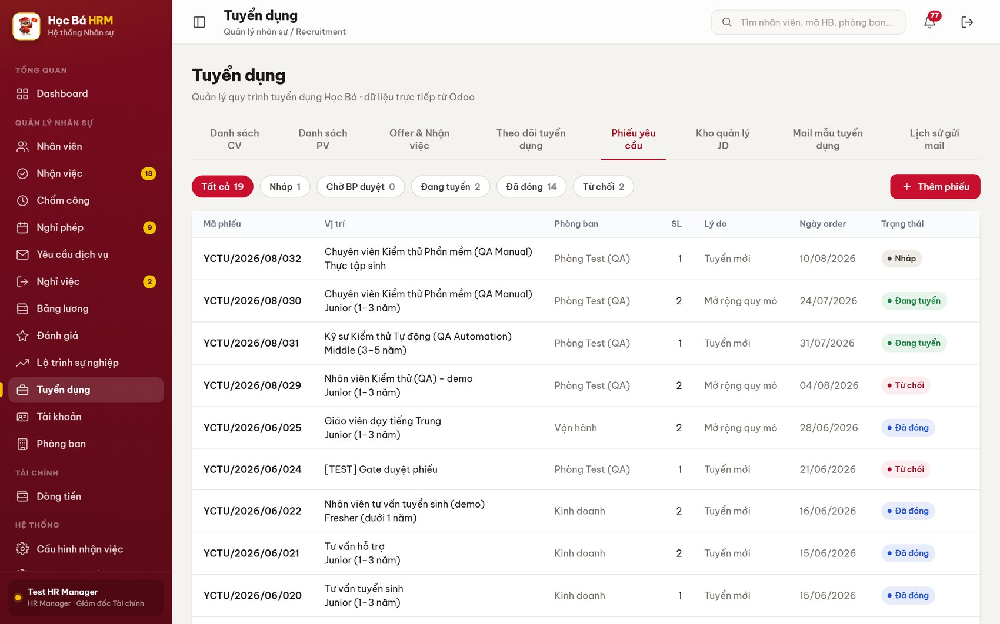 Học Bá HRM
Hệ thống Nhân sự
TỔNG QUAN
Dashboard
QUẢN LÝ NHÂN SỰ
Nhân viên
Nhận việc 18
Chấm công
Nghỉ phép 9
Yêu cầu dịch vụ
Nghỉ việc 2
Bảng lương
Đánh giá
Lộ trình sự nghiệp
Tuyển dụng
Tài khoản
Phòng ban
TÀI CHÍNH
Dòng tiền
HỆ THỐNG
Cấu hình nhận việc
Test HR Manager
HR Manager · Giám đốc Tài chính
Tuyển dụng
Quản lý nhân sự / Recruitment
Tìm nhân viên, mã HB, phòng ban...
77
Tuyển dụng
Quản lý quy trình tuyển dụng Học Bá · dữ liệu trực tiếp từ Odoo
Danh sách CV
Danh sách PV
Offer & Nhận việc
Theo dõi tuyển dụng
Phiếu yêu cầu
Kho quản lý JD
Mail mẫu tuyển dụng
Lịch sử gửi mail
Tất cả 19
Nháp 1
Chờ BP duyệt 0
Đang tuyển 2
Đã đóng 14
Từ chối 2
+ Thêm phiếu
Mã phiếu Vị trí Phòng ban SL Lý do Ngày order Trạng thái
YCTU/2026/08/032 Chuyên viên Kiểm thử Phần mềm (QA Manual) Phòng Test (QA) 1 Tuyển mới 10/08/2026 Nháp
Thực tập sinh
YCTU/2026/08/030 Chuyên viên Kiểm thử Phần mềm (QA Manual) Phòng Test (QA) 2 Mở rộng quy mô 24/07/2026 Đang tuyển
Junior (1–3 năm)
YCTU/2026/08/031 Kỹ sư Kiểm thử Tự động (QA Automation) Phòng Test (QA) 1 Tuyển mới 31/07/2026 Đang tuyển
Middle (3–5 năm)
YCTU/2026/08/029 Nhân viên Kiểm thử (QA) - demo Phòng Test (QA) 2 Mở rộng quy mô 04/08/2026 Từ chối
Junior (1–3 năm)
YCTU/2026/06/025 Giáo viên dạy tiếng Trung Vận hành 2 Mở rộng quy mô 28/06/2026 Đã đóng
Junior (1–3 năm)
YCTU/2026/06/024 [TEST] Gate duyệt phiếu Phòng Test (QA) 1 Tuyển mới 21/06/2026 Từ chối
YCTU/2026/06/022 Nhân viên tư vấn tuyển sinh (demo) Kinh doanh 2 Tuyển mới 16/06/2026 Đã đóng
Fresher (dưới 1 năm)
YCTU/2026/06/021 Tư vấn hỗ trợ Kinh doanh 2 Tuyển mới 15/06/2026 Đã đóng
Junior (1–3 năm)
YCTU/2026/06/020 Tư vấn tuyển sinh Kinh doanh 1 Tuyển mới 15/06/2026 Đã đóng
Junior (1–3 năm)